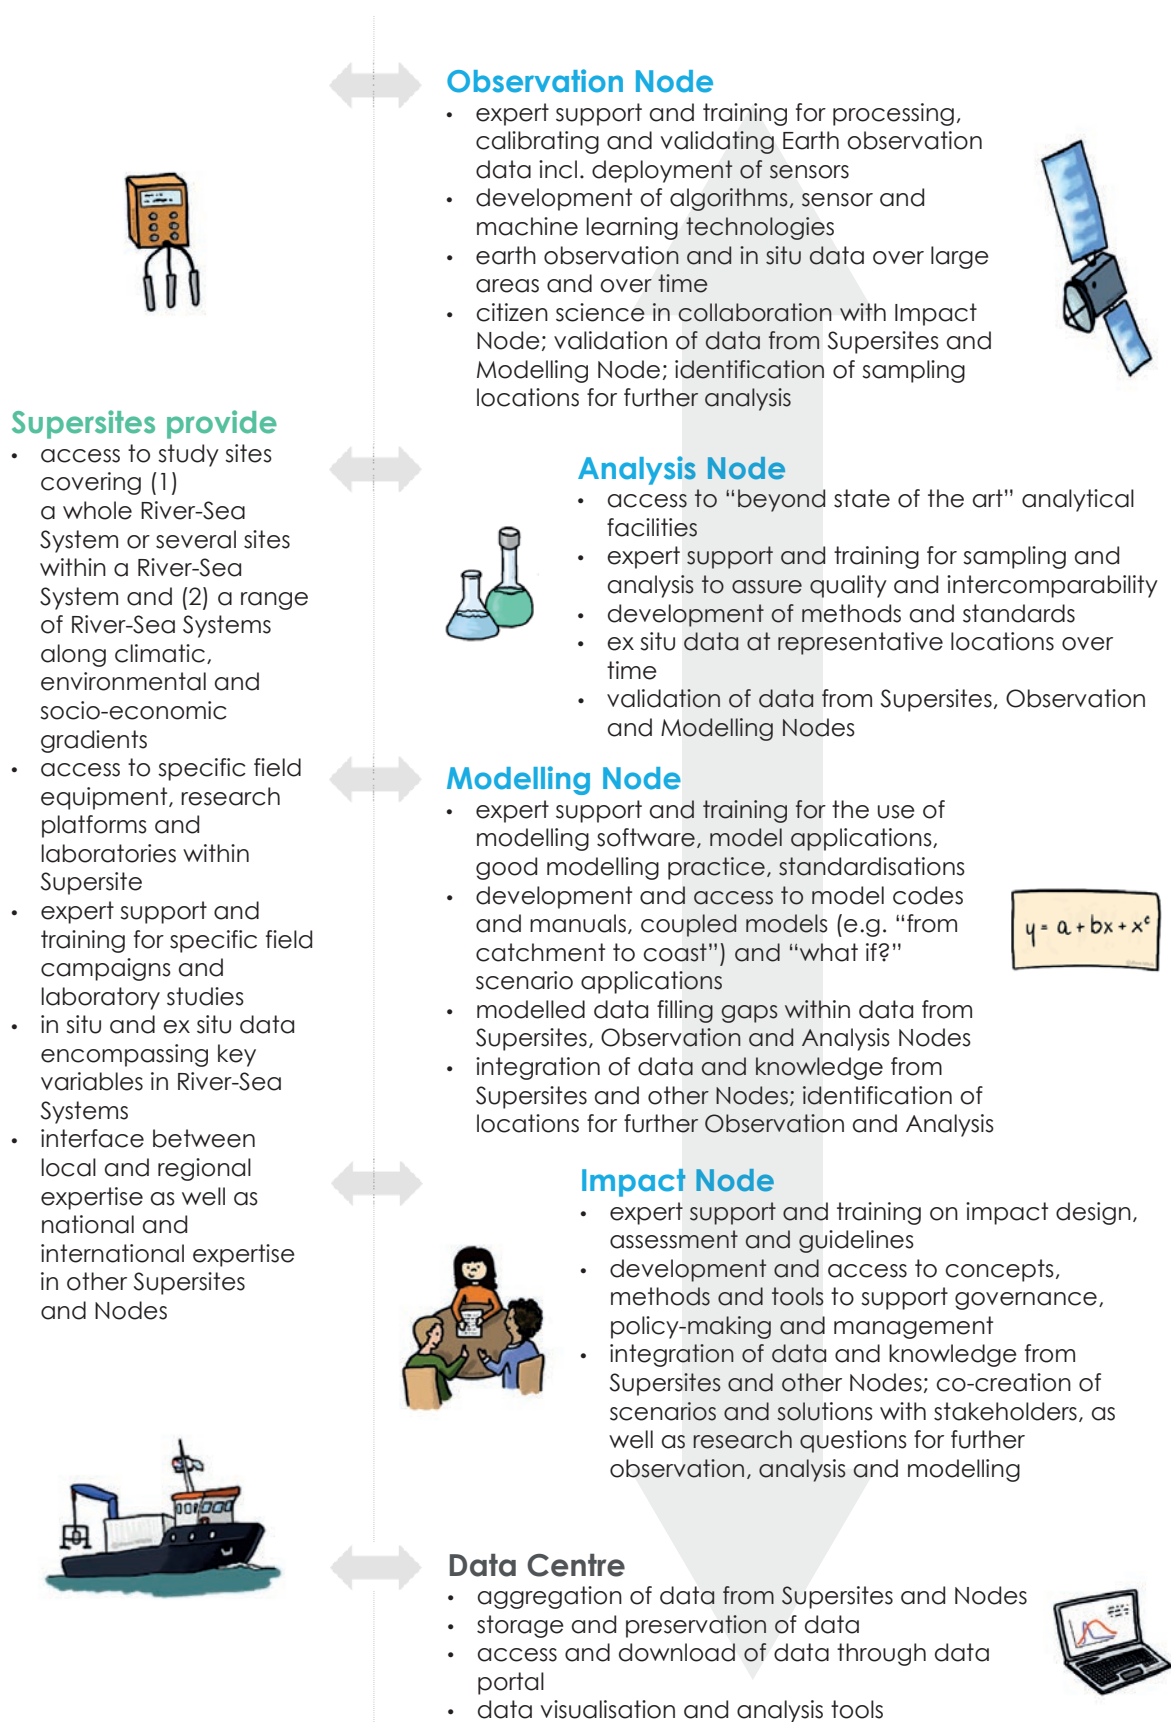 Observation Node
• expert support and training for processing,
calibrating and validating Earth observation
data incl. deployment of sensors
• development of algorithms, sensor and
machine learning technologies
• earth observation and in situ data over large
areas and over time
• citizen science in collaboration with Impact
Node; validation of data from Supersites and
Modelling Node; identification of sampling
locations for further analysis
Supersites provide
• access to study sites
covering (1)
a whole River-Sea
System or several sites
within a River-Sea
System and (2) a range
of River-Sea Systems
along climatic,
environmental and
socio-economic
gradients
• access to specific field
equipment, research
platforms and
laboratories within
Supersite
• expert support and
training for specific field
campaigns and
laboratory studies
• in situ and ex situ data
encompassing key
variables in River-Sea
Systems
• interface between
local and regional
expertise as well as
national and
international expertise
in other Supersites
and Nodes
Analysis Node
• access to “beyond state of the art” analytical
facilities
• expert support and training for sampling and
analysis to assure quality and intercomparability
• development of methods and standards
• ex situ data at representative locations over
time
• validation of data from Supersites, Observation
and Modelling Nodes
Modelling Node
• expert support and training for the use of
modelling software, model applications,
good modelling practice, standardisations
• development and access to model codes
and manuals, coupled models (e.g. “from
catchment to coast”) and “what if?”
scenario applications
• modelled data filling gaps within data from
Supersites, Observation and Analysis Nodes
• integration of data and knowledge from
Supersites and other Nodes; identification of
locations for further Observation and Analysis
y = a + bx + xᶜ
Impact Node
• expert support and training on impact design,
assessment and guidelines
• development and access to concepts,
methods and tools to support governance,
policy-making and management
• integration of data and knowledge from
Supersites and other Nodes; co-creation of
scenarios and solutions with stakeholders, as
well as research questions for further
observation, analysis and modelling
Data Centre
• aggregation of data from Supersites and Nodes
• storage and preservation of data
• access and download of data through data
portal
• data visualisation and analysis tools